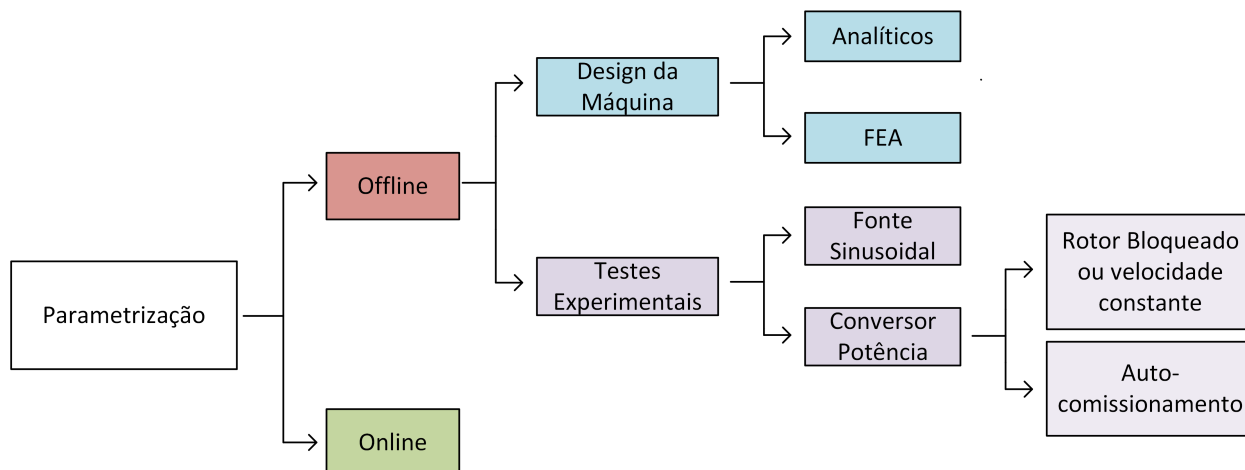 Parametrização
Offline
Online
Design da
Máquina
Testes
Experimentais
Analíticos
FEA
Fonte
Sinusoidal
Conversor
Potência
Rotor Bloqueado
ou velocidade
constante
Auto-
comissionamento